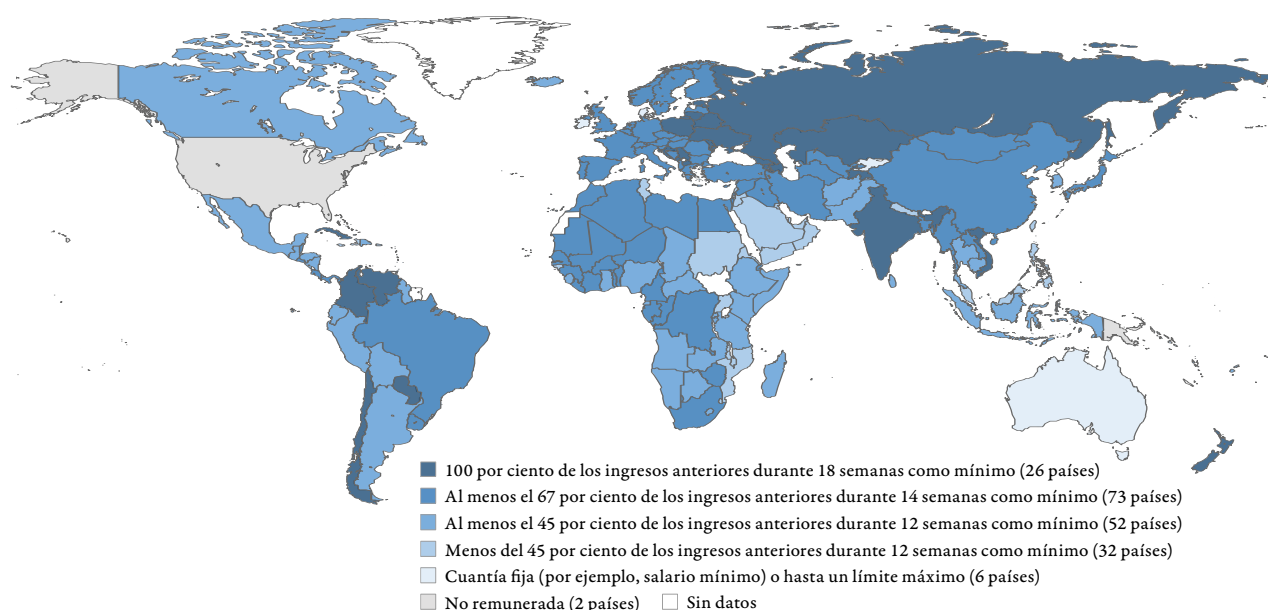 100 por ciento de los ingresos anteriores durante 18 semanas como mínimo (26 países)
Al menos el 67 por ciento de los ingresos anteriores durante 14 semanas como mínimo (73 países)
Al menos el 45 por ciento de los ingresos anteriores durante 12 semanas como mínimo (52 países)
Menos del 45 por ciento de los ingresos anteriores durante 12 semanas como mínimo (32 países)
Cuantía fija (por ejemplo, salario mínimo) o hasta un límite máximo (6 países)
No remunerada (2 países) Sin datos